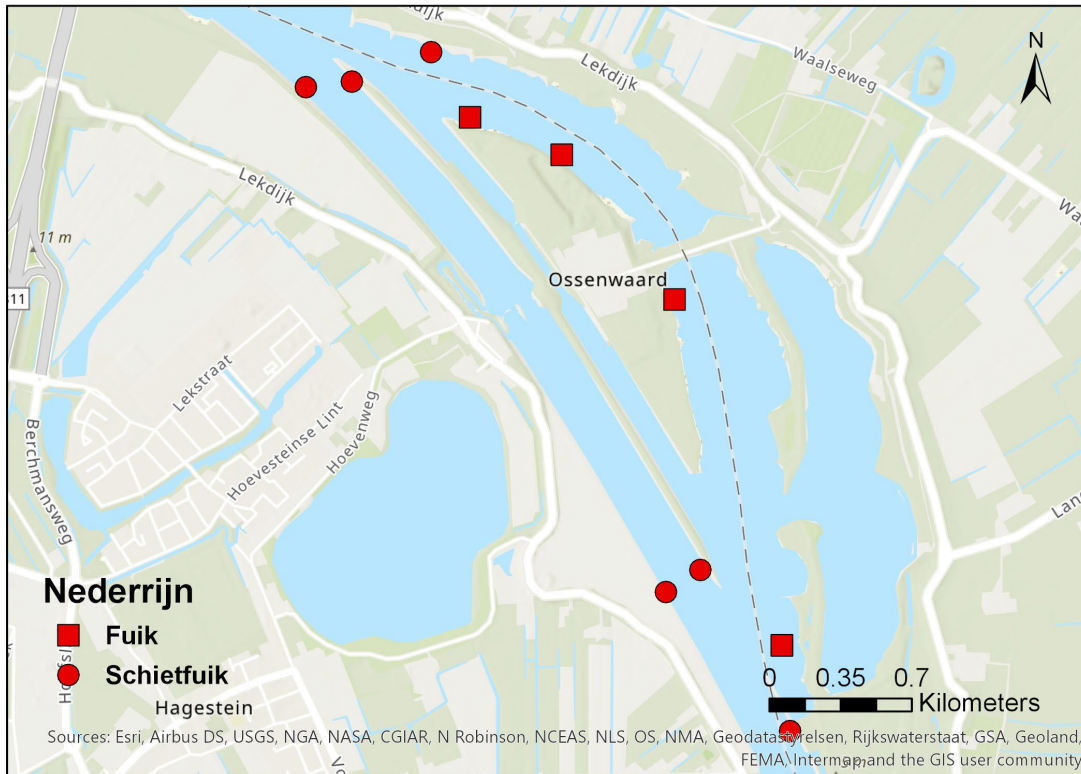 Lekdijk
Waalseweg
N
Lekdijk
11 m
Ossenwaard
Lekstraat
Hoevesteinse Lint
Hoevenweg
Berchmansweg
Nederrijn
Fuik
Schietfuik
Hagestein
0 0.35 0.7
Kilometers
Sources: Esri, Airbus DS, USGS, NGA, NASA, CGIAR, N Robinson, NCEAS, NLS, OS, NMA, Geodatastyrelsen, Rijkswaterstaat, GSA, Geoland,
FEMA, Intermap and the GIS user community